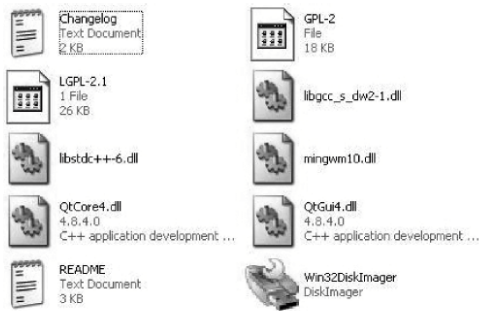 Changelog
Text Document
2 KB
GPL-2
File
18 KB
LGPL-2.1
1 File
26 KB
libgcc_s_dw2-1.dll
libstdc++-6.dll
mingwm10.dll
QtCore4.dll
4.8.4.0
C++ application development ...
QtGui4.dll
4.8.4.0
C++ application development ...
README
Text Document
3 KB
Win32DiskImager
DiskImager